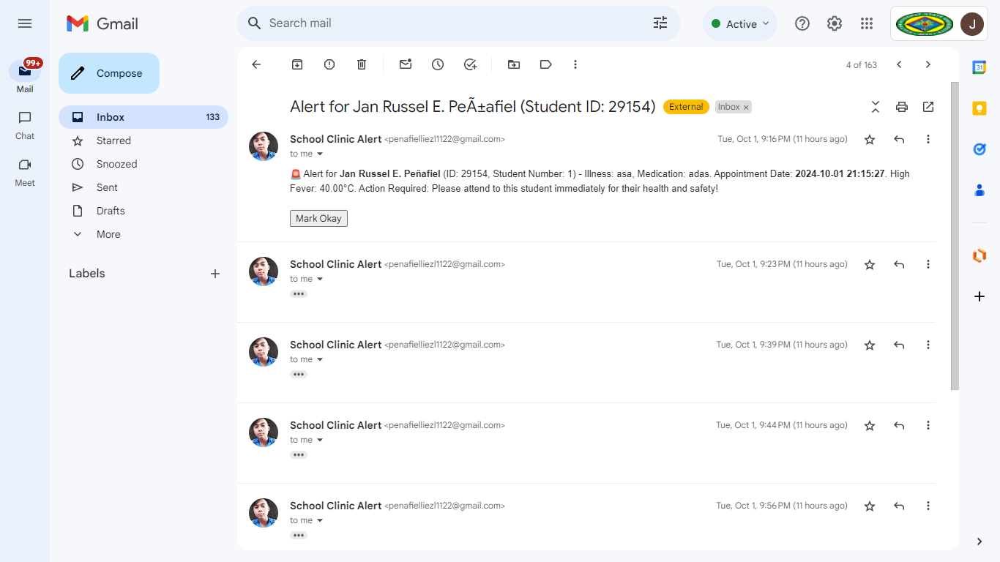 Gmail
Search mail
Active
J
99+
Mail
Chat
Meet
Compose
Inbox 133
Starred
Snoozed
Sent
Drafts
More
Labels
4 of 163
31
Alert for Jan Russel E. PeÃ±afiel (Student ID: 29154) External Inbox ×
School Clinic Alert <penafielliezl1122@gmail.com> Tue, Oct 1, 9:16 PM (11 hours ago)
to me
🚨 Alert for Jan Russel E. Peñafiel (ID: 29154, Student Number: 1) - Illness: asa, Medication: adas. Appointment Date: 2024-10-01 21:15:27. High
Fever: 40.00°C. Action Required: Please attend to this student immediately for their health and safety!
Mark Okay
School Clinic Alert <penafielliezl1122@gmail.com> Tue, Oct 1, 9:23 PM (11 hours ago)
to me
School Clinic Alert <penafielliezl1122@gmail.com> Tue, Oct 1, 9:39 PM (11 hours ago)
to me
School Clinic Alert <penafielliezl1122@gmail.com> Tue, Oct 1, 9:44 PM (11 hours ago)
to me
School Clinic Alert <penafielliezl1122@gmail.com> Tue, Oct 1, 9:56 PM (11 hours ago)
to me